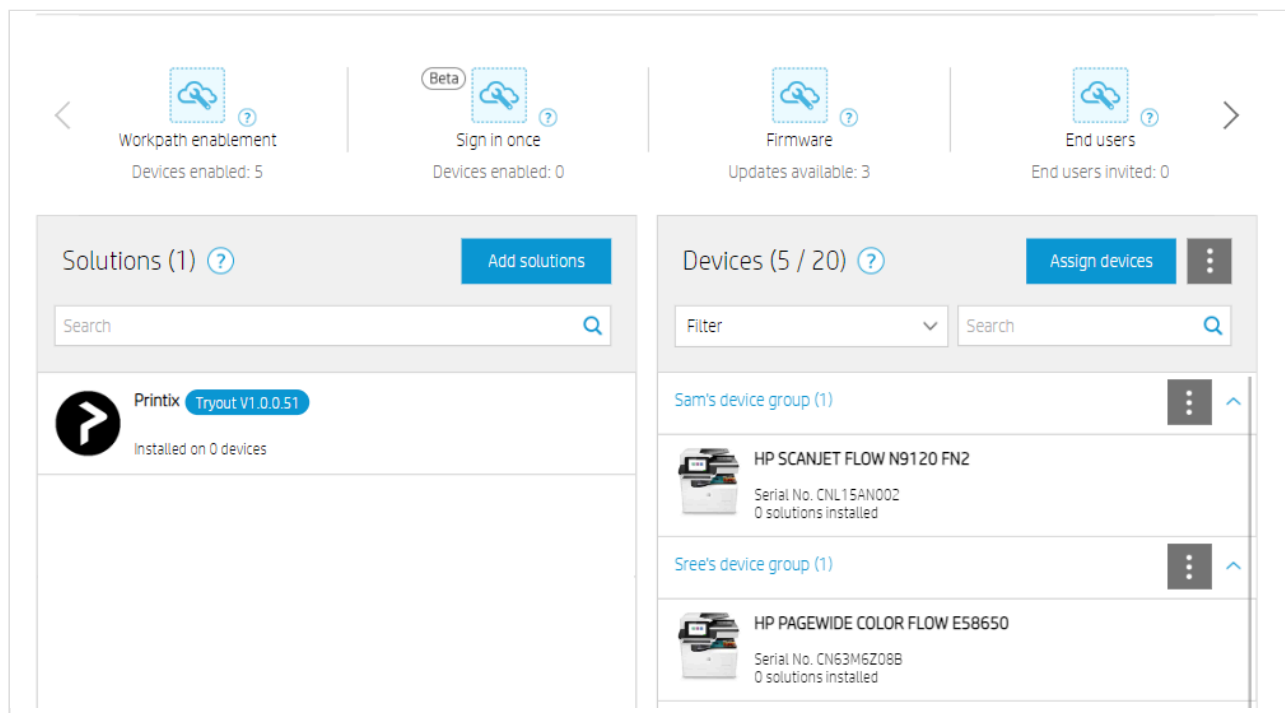 Beta
Workpath enablement
Devices enabled: 5
Sign in once
Devices enabled: 0
Firmware
Updates available: 3
End users
End users invited: 0
Solutions (1) ?
Add solutions
Search
Printix Tryout V1.0.0.51
Installed on 0 devices
Devices (5 / 20) ?
Assign devices
Filter
Search
Sam's device group (1)
HP SCANJET FLOW N9120 FN2
Serial No. CNL15AN002
0 solutions installed
Sree's device group (1)
HP PAGEWIDE COLOR FLOW E58650
Serial No. CN63M6Z08B
0 solutions installed